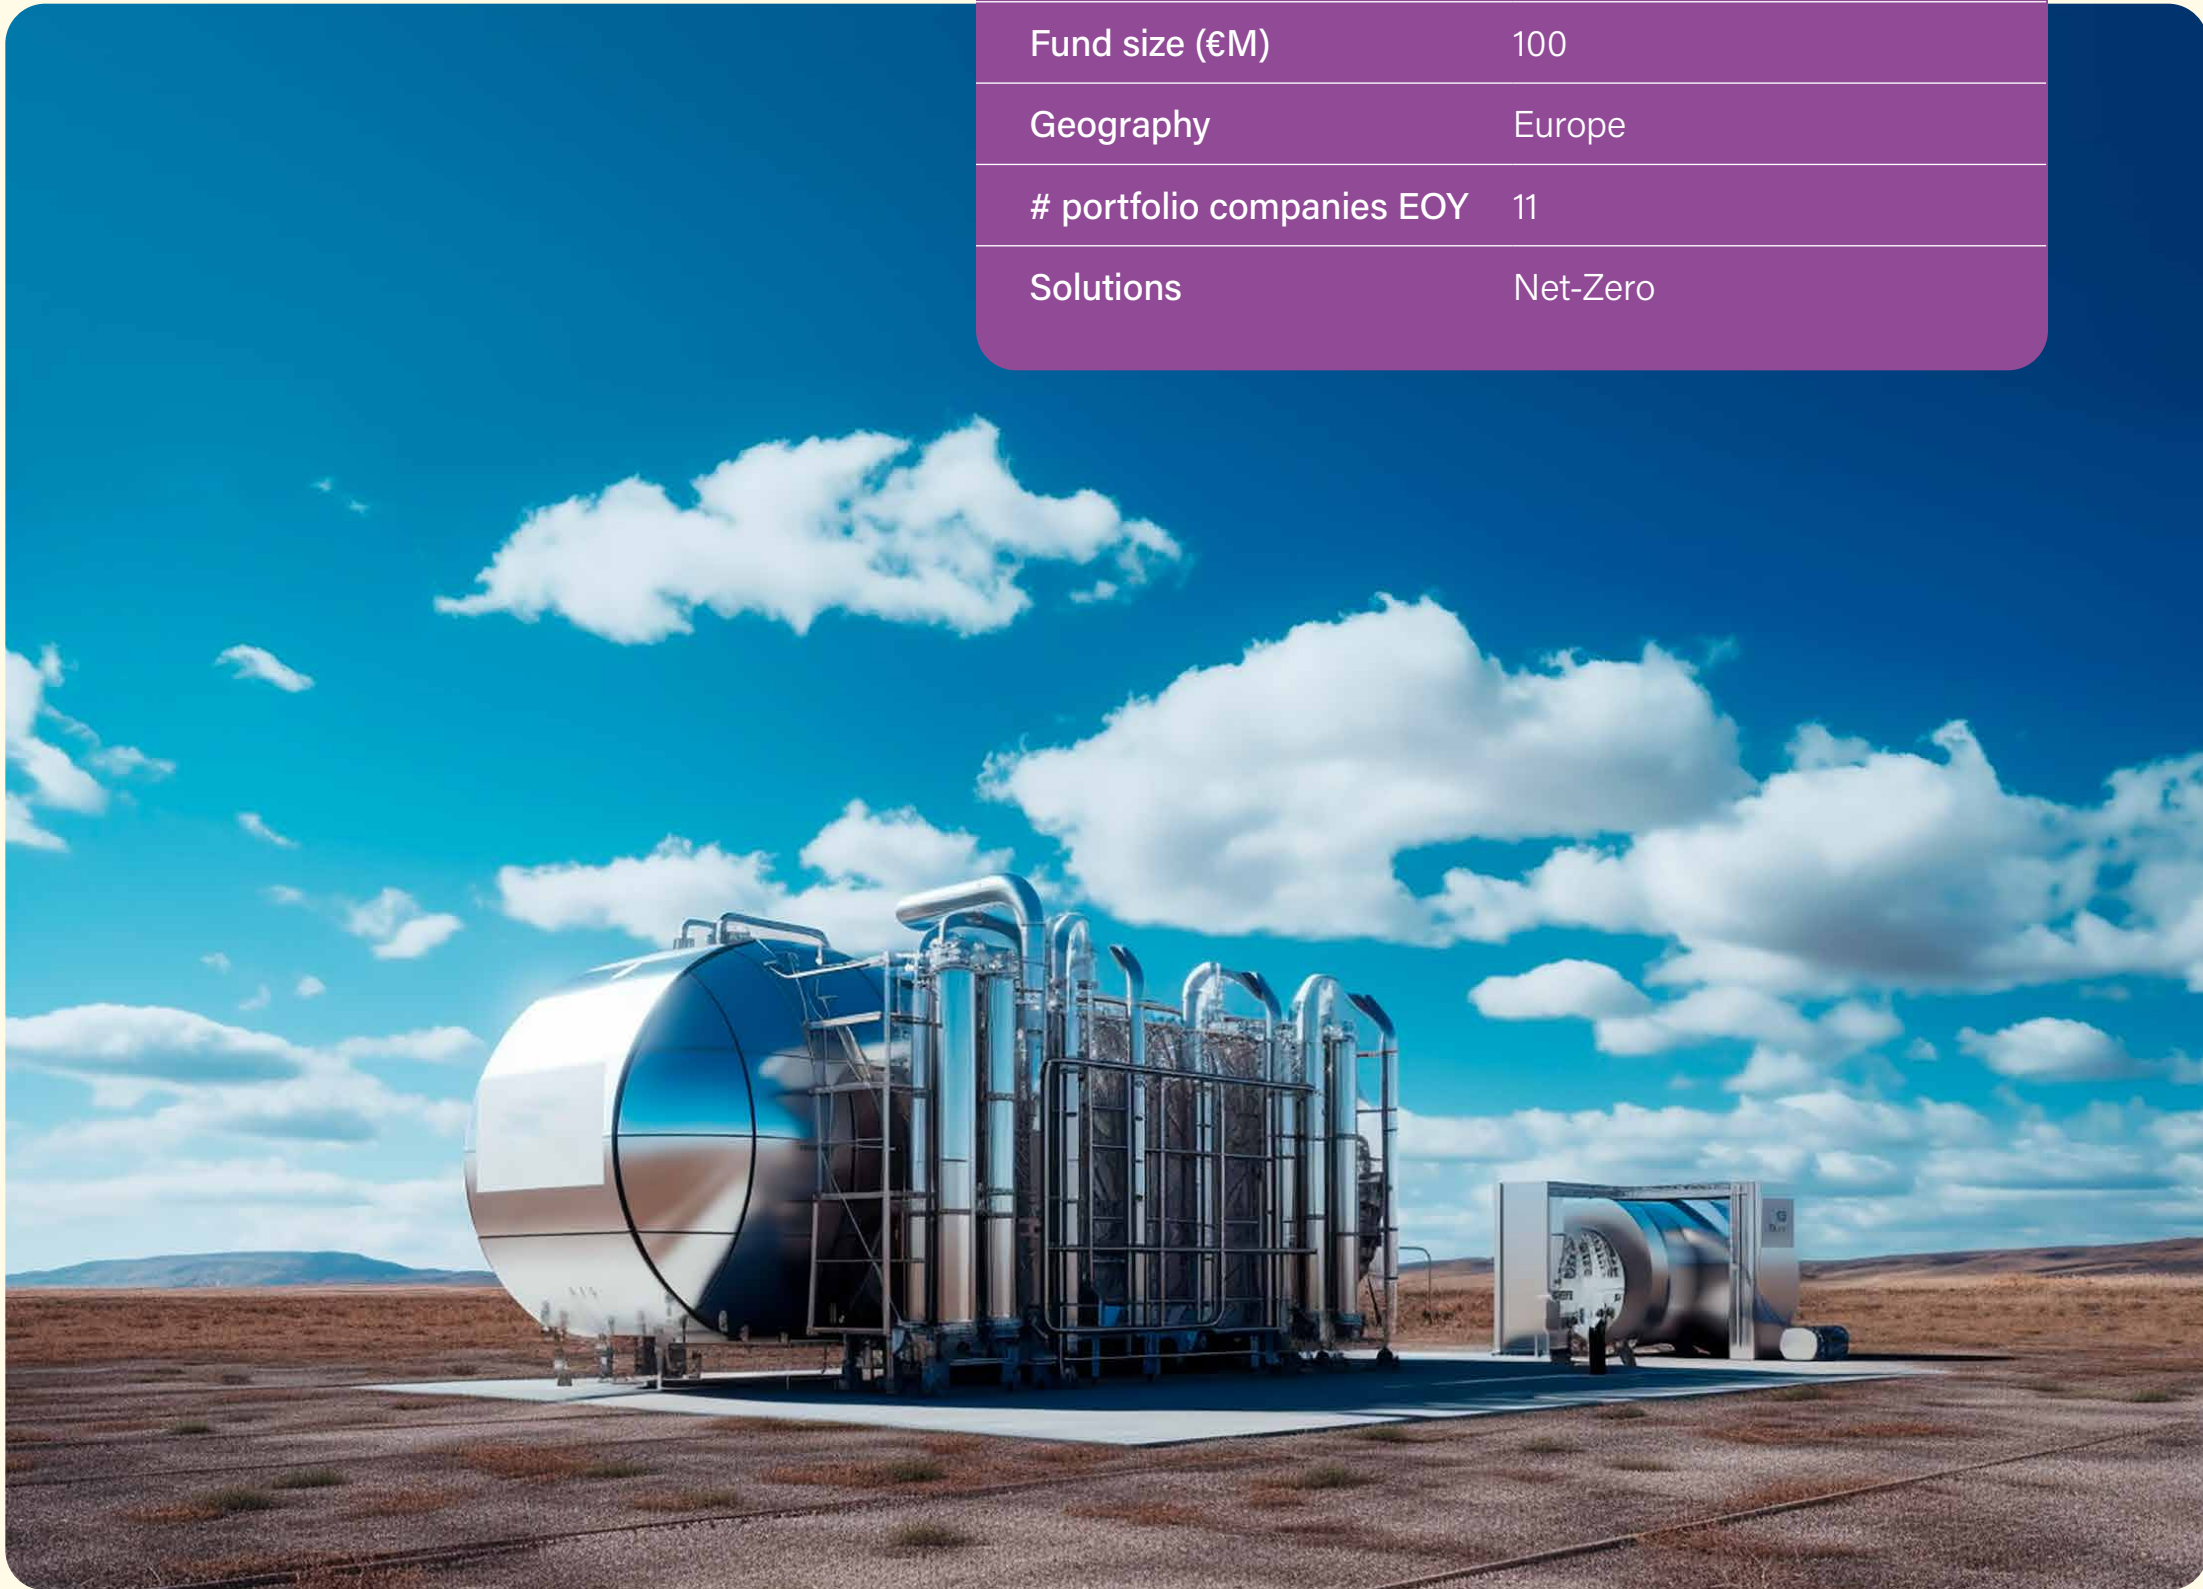 Fund size (€M) 100
Geography Europe
# portfolio companies EOY 11
Solutions Net-Zero